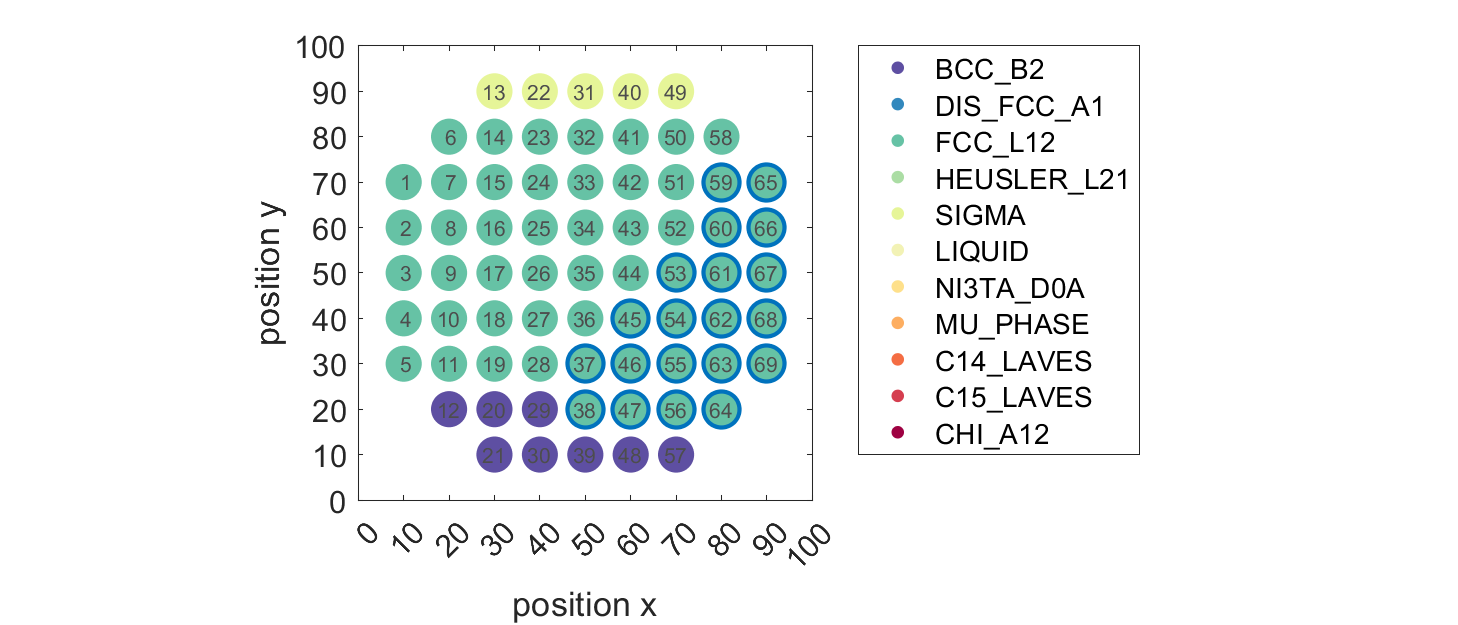 100
90
80
70
60
50
40
30
20
10
0
position y
13 22 31 40 49
6 14 23 32 41 50 58
1 7 15 24 33 42 51 59 65
2 8 16 25 34 43 52 60 66
3 9 17 26 35 44 53 61 67
4 10 18 27 36 45 54 62 68
5 11 19 28 37 46 55 63 69
12 20 29 38 47 56 64
21 30 39 48 57
0 10 20 30 40 50 60 70 80 90 100
position x
BCC_B2
DIS_FCC_A1
FCC_L12
HEUSLER_L21
SIGMA
LIQUID
NI3TA_D0A
MU_PHASE
C14_LAVES
C15_LAVES
CHI_A12